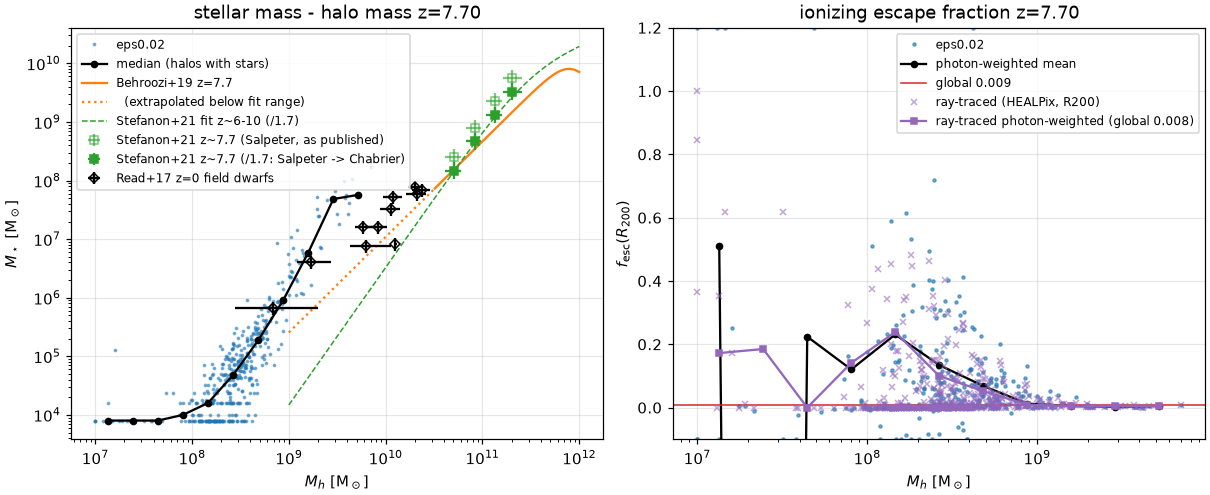 stellar mass - halo mass z=7.70
eps0.02
median (halos with stars)
Behroozi+19 z=7.7
(extrapolated below fit range)
Stefanon+21 fit z~6-10 (/1.7)
Stefanon+21 z~7.7 (Salpeter, as published)
Stefanon+21 z~7.7 (/1.7: Salpeter -> Chabrier)
Read+17 z=0 field dwarfs
M⋆ [M⊙]
10¹⁰
10⁹
10⁸
10⁷
10⁶
10⁵
10⁴
10⁷ 10⁸ 10⁹ 10¹⁰ 10¹¹ 10¹²
Mₕ [M⊙]
ionizing escape fraction z=7.70
eps0.02
photon-weighted mean
global 0.009
ray-traced (HEALPix, R200)
ray-traced photon-weighted (global 0.008)
f_esc(R₂₀₀)
1.2
1.0
0.8
0.6
0.4
0.2
0.0
10⁷ 10⁸ 10⁹
Mₕ [M⊙]